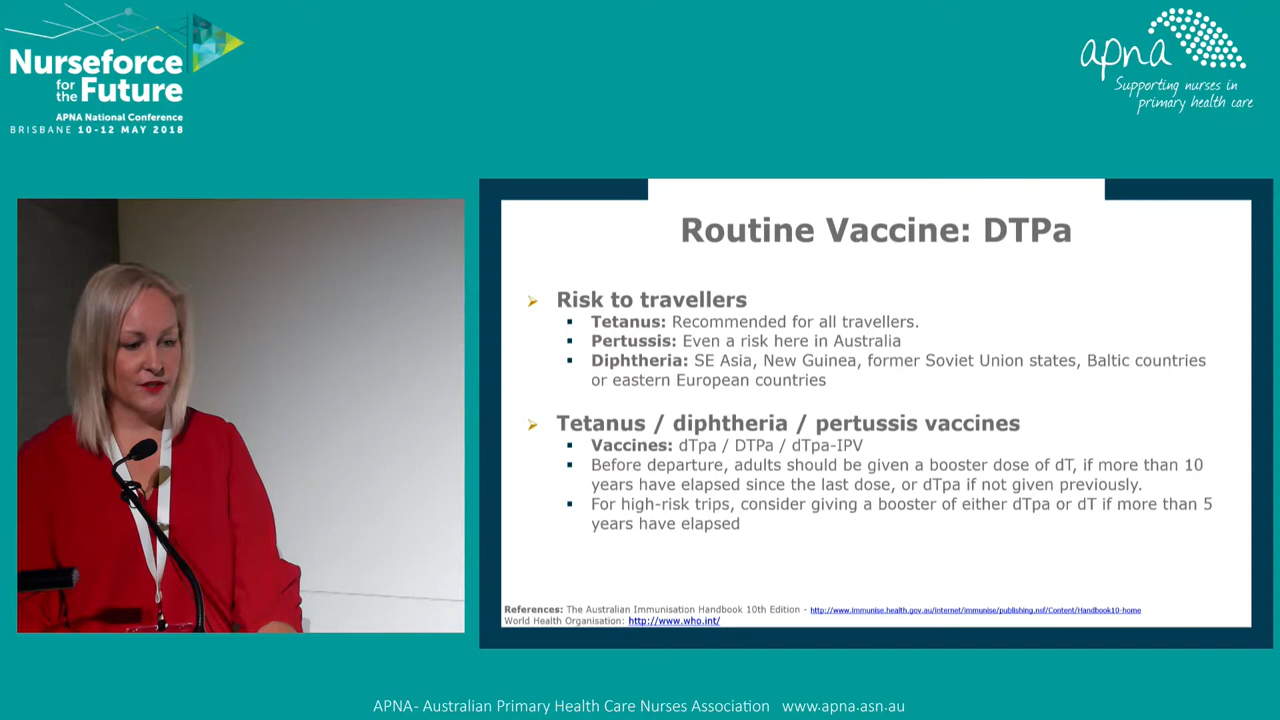 Nurseforce
for the Future
APNA National Conference
BRISBANE 10-12 MAY 2018
apna
Supporting nurses in
primary health care
Routine Vaccine: DTPa
Risk to travellers
Tetanus: Recommended for all travellers.
Pertussis: Even a risk here in Australia
Diphtheria: SE Asia, New Guinea, former Soviet Union states, Baltic countries
or eastern European countries
Tetanus / diphtheria / pertussis vaccines
Vaccines: dTpa / DTPa / dTpa-IPV
Before departure, adults should be given a booster dose of dT, if more than 10
years have elapsed since the last dose, or dTpa if not given previously.
For high-risk trips, consider giving a booster of either dTpa or dT if more than 5
years have elapsed
References: The Australian Immunisation Handbook 10th Edition - http://www.immunise.health.gov.au/internet/immunise/publishing.nsf/Content/Handbook10-home
World Health Organisation: http://www.who.int/
APNA- Australian Primary Health Care Nurses Association www.apna.asn.au